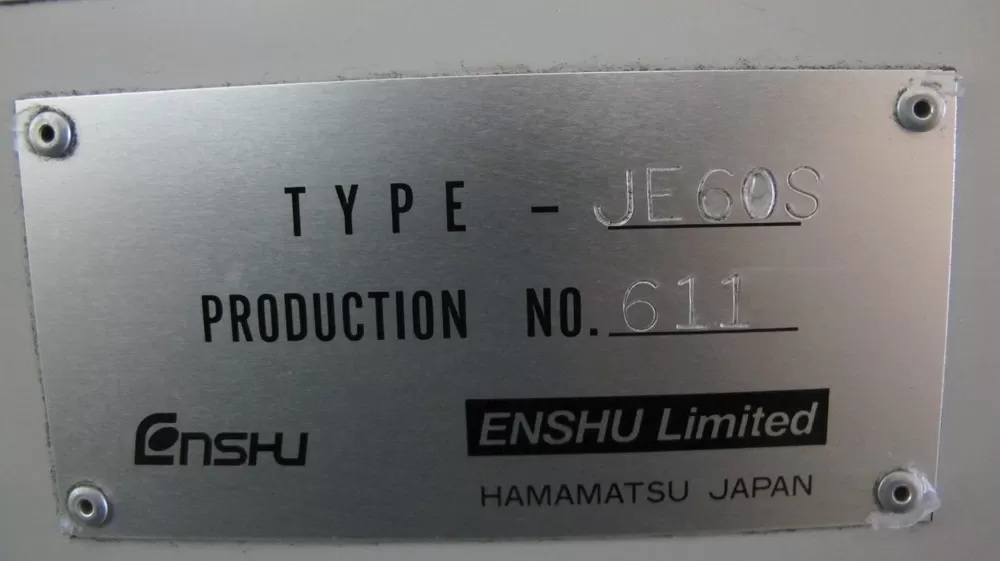 TYPE - JE60S
PRODUCTION NO. 611
Enshu
ENSHU Limited
HAMAMATSU JAPAN